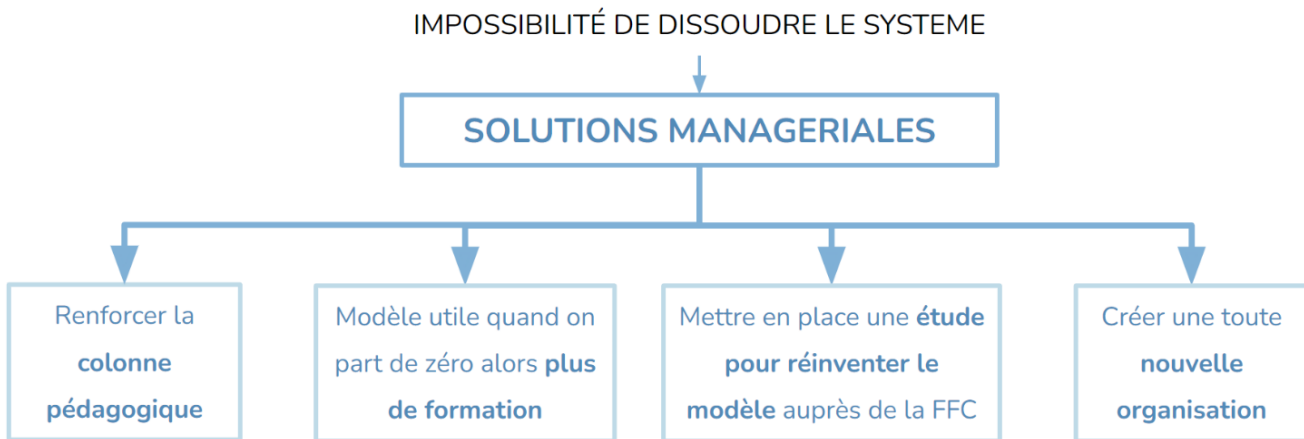 IMPOSSIBILITÉ DE DISSOUDRE LE SYSTEME
SOLUTIONS MANAGERIALES
Renforcer la
colonne
pédagogique
Modèle utile quand on
part de zéro alors plus
de formation
Mettre en place une étude
pour réinventer le
modèle auprès de la FFC
Créer une toute
nouvelle
organisation